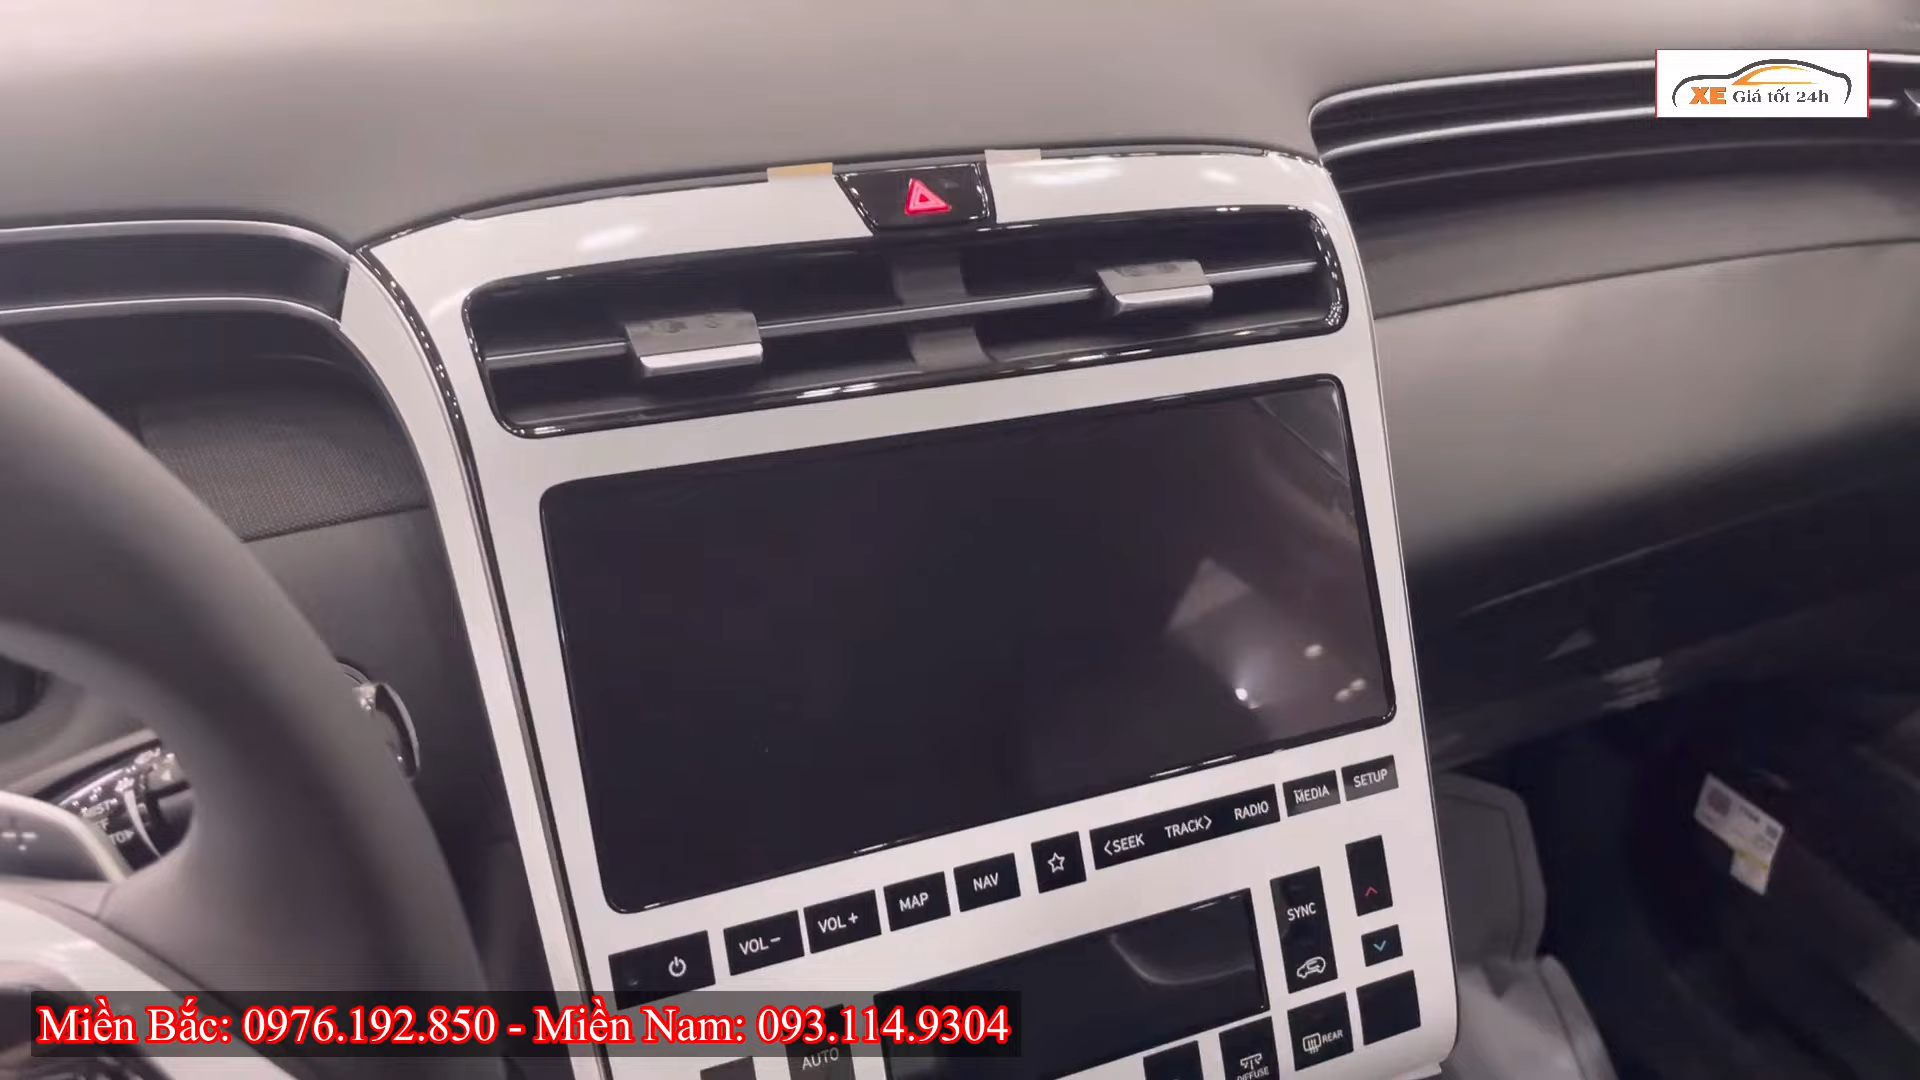 XE Giá tốt 24h
<SEEK TRACK> RADIO MEDIA SETUP
VOL- VOL+ MAP NAV
SYNC
AUTO
DIFFUSE
REAR
Miền Bắc: 0976.192.850 - Miền Nam: 093.114.9304